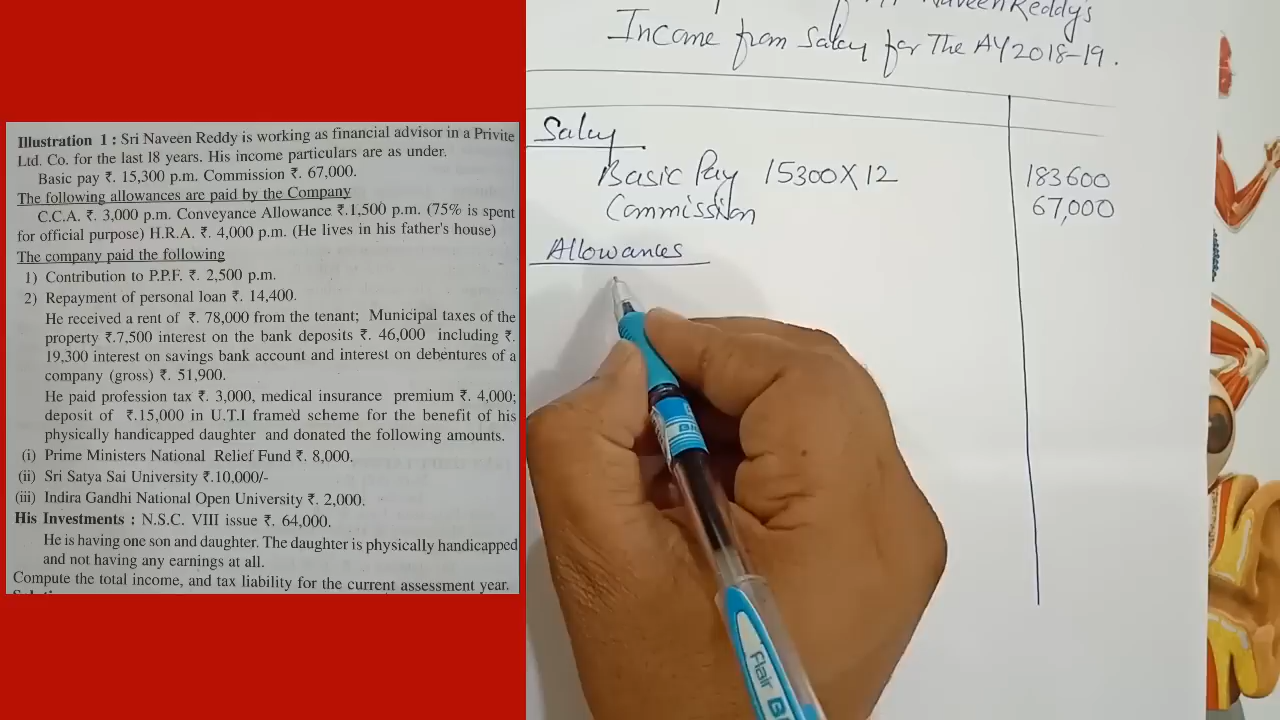 Illustration 1 : Sri Naveen Reddy is working as financial advisor in a Privite
Ltd. Co. for the last 18 years. His income particulars are as under.
Basic pay ₹. 15,300 p.m. Commission ₹. 67,000.
The following allowances are paid by the Company
C.C.A. ₹. 3,000 p.m. Conveyance Allowance ₹.1,500 p.m. (75% is spent
for official purpose) H.R.A. ₹. 4,000 p.m. (He lives in his father's house)
The company paid the following
1) Contribution to P.P.F. ₹. 2,500 p.m.
2) Repayment of personal loan ₹. 14,400.
He received a rent of ₹. 78,000 from the tenant; Municipal taxes of the
property ₹.7,500 interest on the bank deposits ₹. 46,000 including ₹.
19,300 interest on savings bank account and interest on debentures of a
company (gross) ₹. 51,900.
He paid profession tax ₹. 3,000, medical insurance premium ₹. 4,000;
deposit of ₹.15,000 in U.T.I framed scheme for the benefit of his
physically handicapped daughter and donated the following amounts.
(i) Prime Ministers National Relief Fund ₹. 8,000.
(ii) Sri Satya Sai University ₹.10,000/-
(iii) Indira Gandhi National Open University ₹. 2,000.
His Investments : N.S.C. VIII issue ₹. 64,000.
He is having one son and daughter. The daughter is physically handicapped
and not having any earnings at all.
Compute the total income, and tax liability for the current assessment year.
Naveen Reddy's
Income from Salary for The AY 2018-19.
Salary
Basic Pay 15300 X 12 183600
Commission 67,000
Allowances
Flair